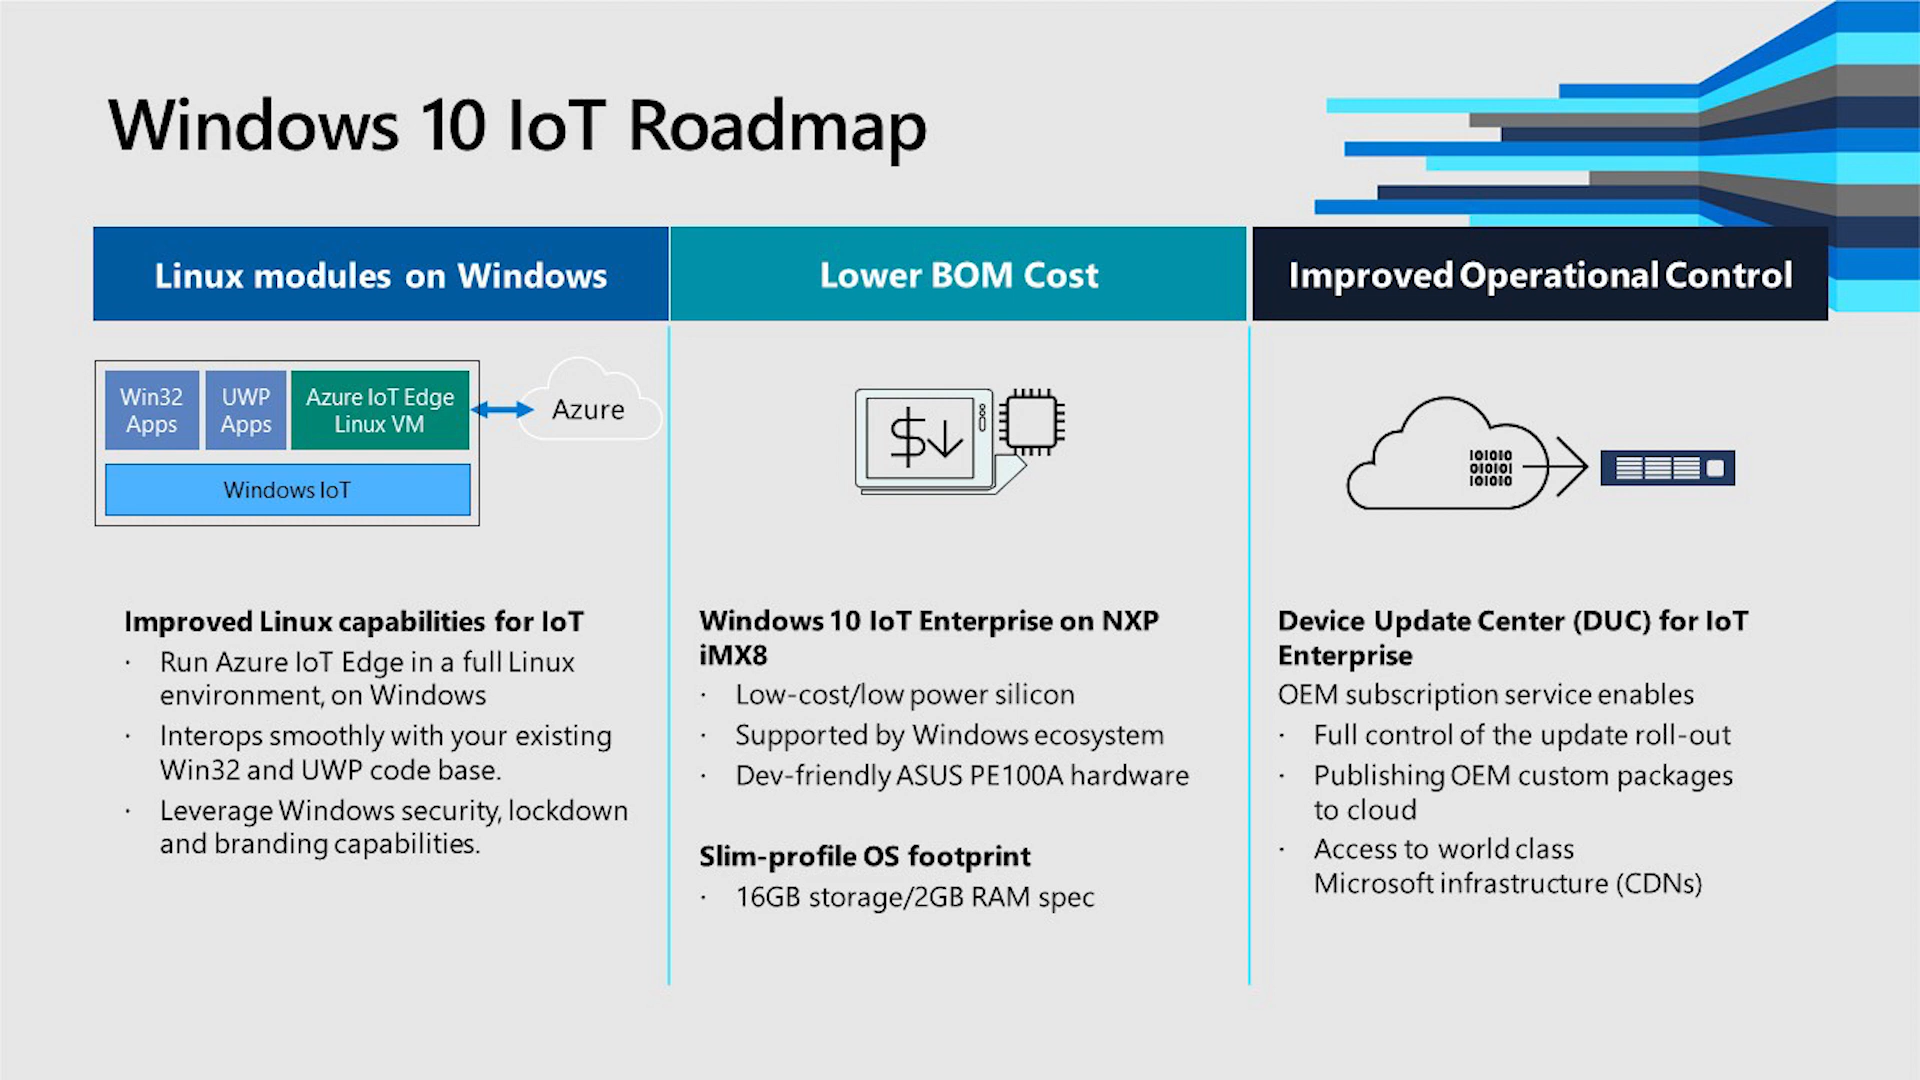 Windows 10 IoT Roadmap
Linux modules on Windows
Win32
Apps
UWP
Apps
Azure IoT Edge
Linux VM
Azure
Windows IoT
Improved Linux capabilities for IoT
· Run Azure IoT Edge in a full Linux
environment, on Windows
· Interops smoothly with your existing
Win32 and UWP code base.
· Leverage Windows security, lockdown
and branding capabilities.
Lower BOM Cost
$
Windows 10 IoT Enterprise on NXP
iMX8
· Low-cost/low power silicon
· Supported by Windows ecosystem
· Dev-friendly ASUS PE100A hardware
Slim-profile OS footprint
· 16GB storage/2GB RAM spec
Improved Operational Control
101010
010101
101010
Device Update Center (DUC) for IoT
Enterprise
OEM subscription service enables
· Full control of the update roll-out
· Publishing OEM custom packages
to cloud
· Access to world class
Microsoft infrastructure (CDNs)